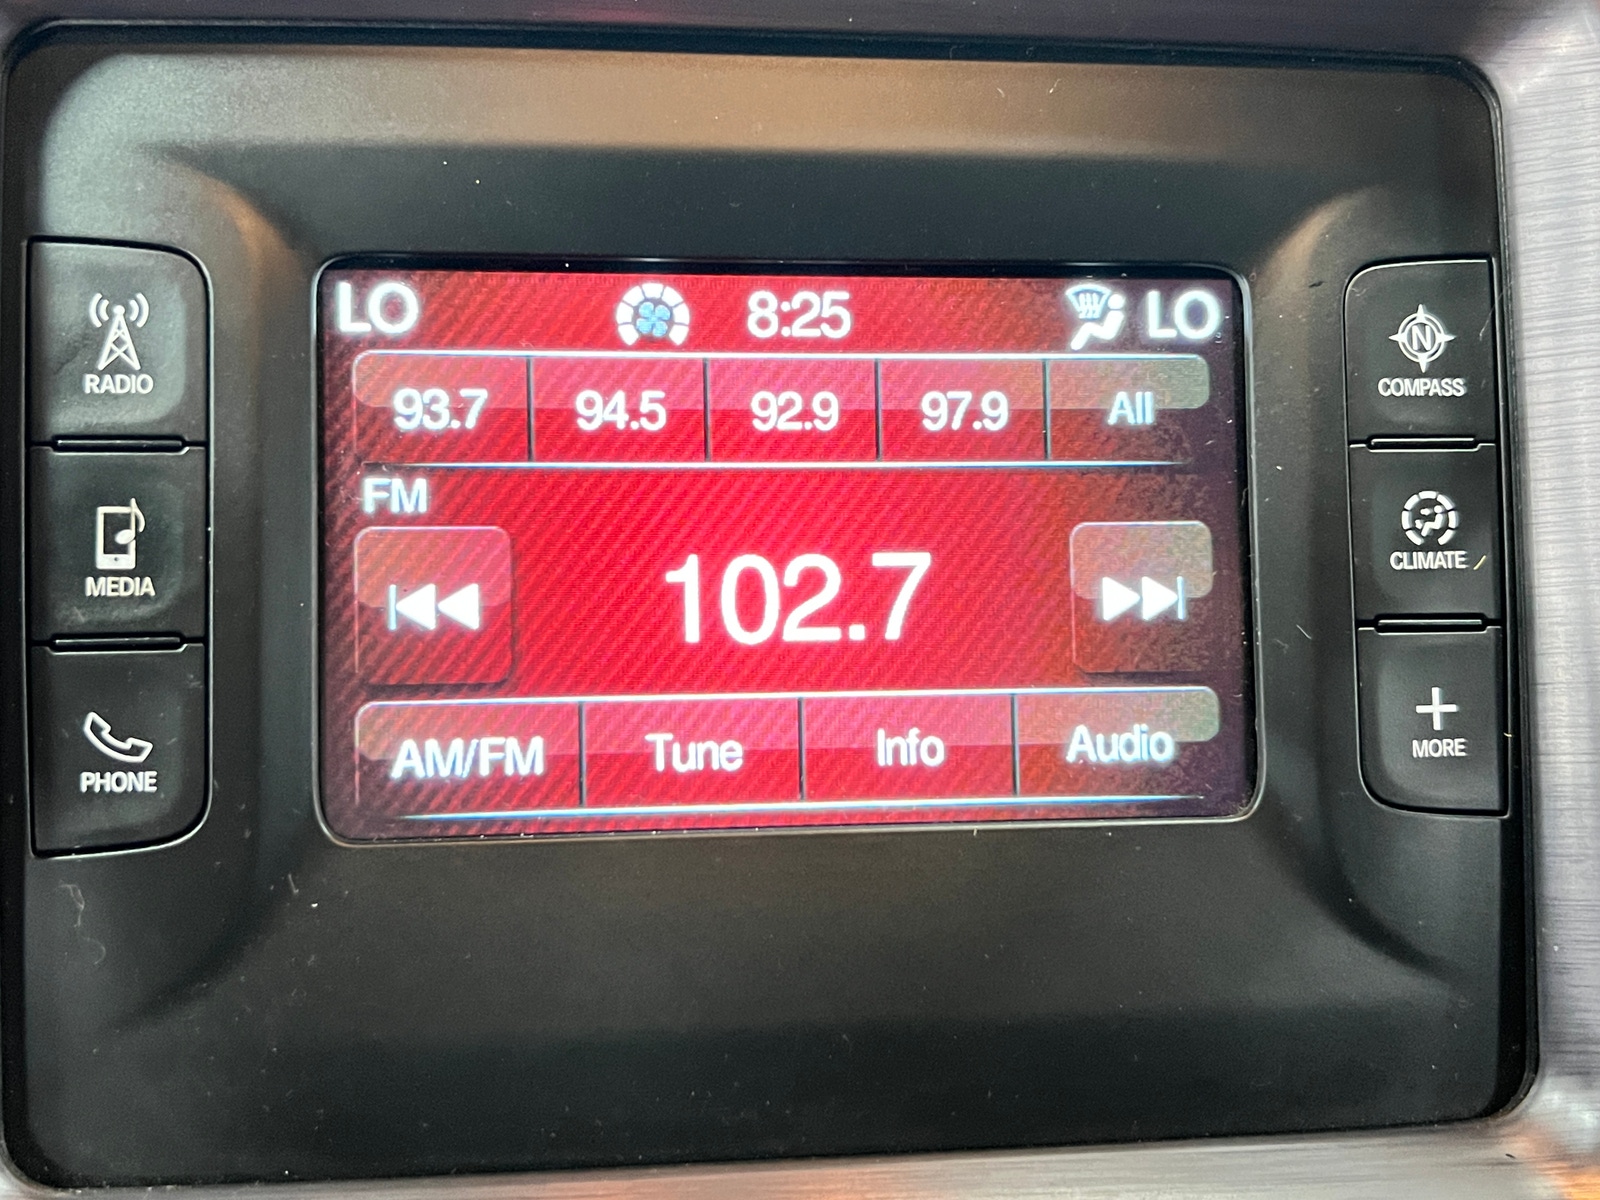 LO 8:25 LO
93.7 94.5 92.9 97.9 All
FM
102.7
AM/FM Tune Info Audio
RADIO
MEDIA
PHONE
N
COMPASS
CLIMATE
MORE